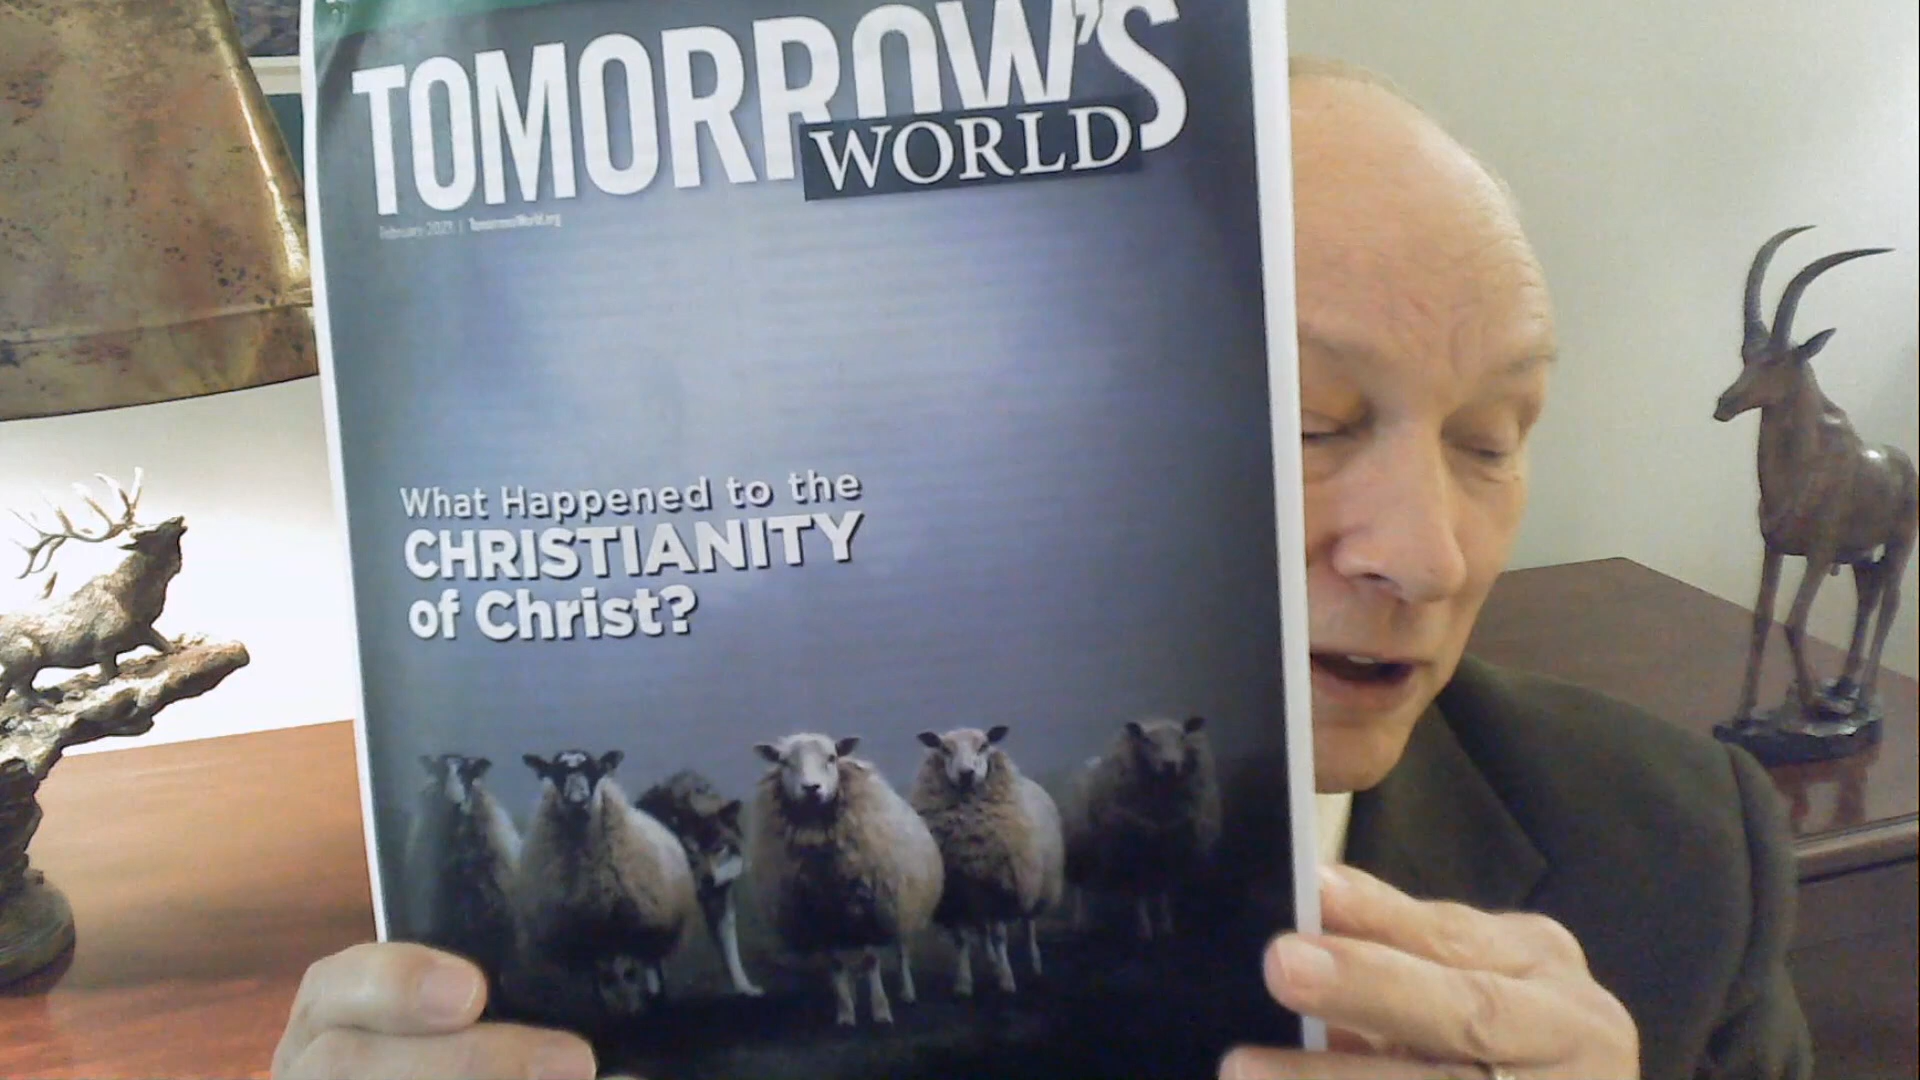 TOMORROW'S
WORLD
February 2021 | TomorrowsWorld.org
What Happened to the
CHRISTIANITY
of Christ?